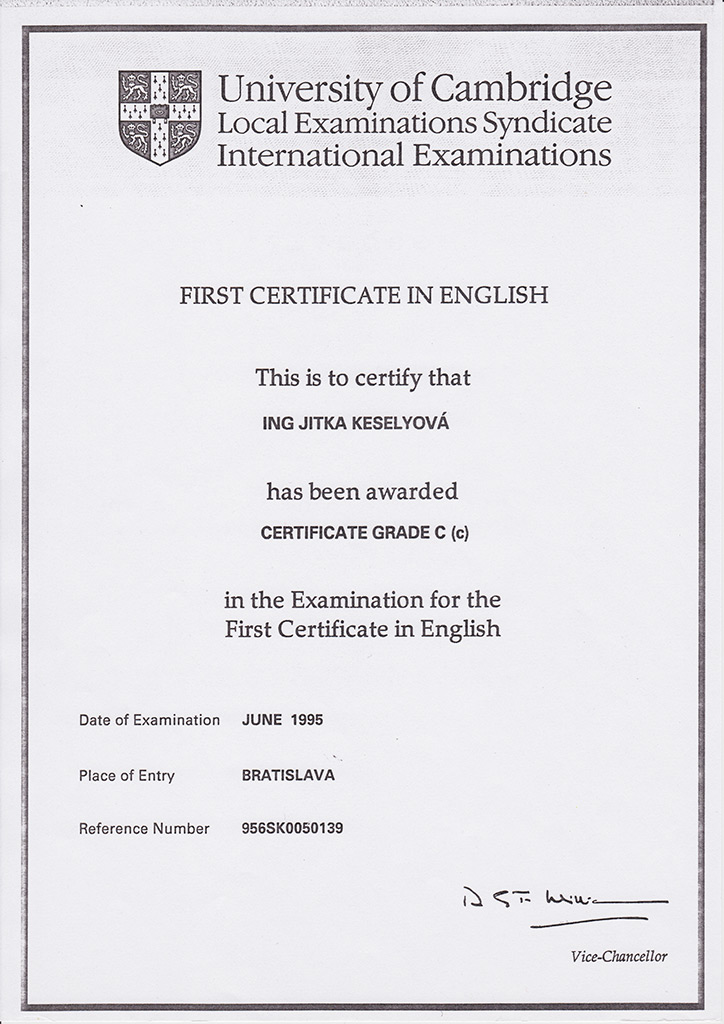 University of Cambridge
Local Examinations Syndicate
International Examinations
FIRST CERTIFICATE IN ENGLISH
This is to certify that
ING JITKA KESELYOVÁ
has been awarded
CERTIFICATE GRADE C (c)
in the Examination for the
First Certificate in English
Date of Examination JUNE 1995
Place of Entry BRATISLAVA
Reference Number 956SK0050139
Vice-Chancellor